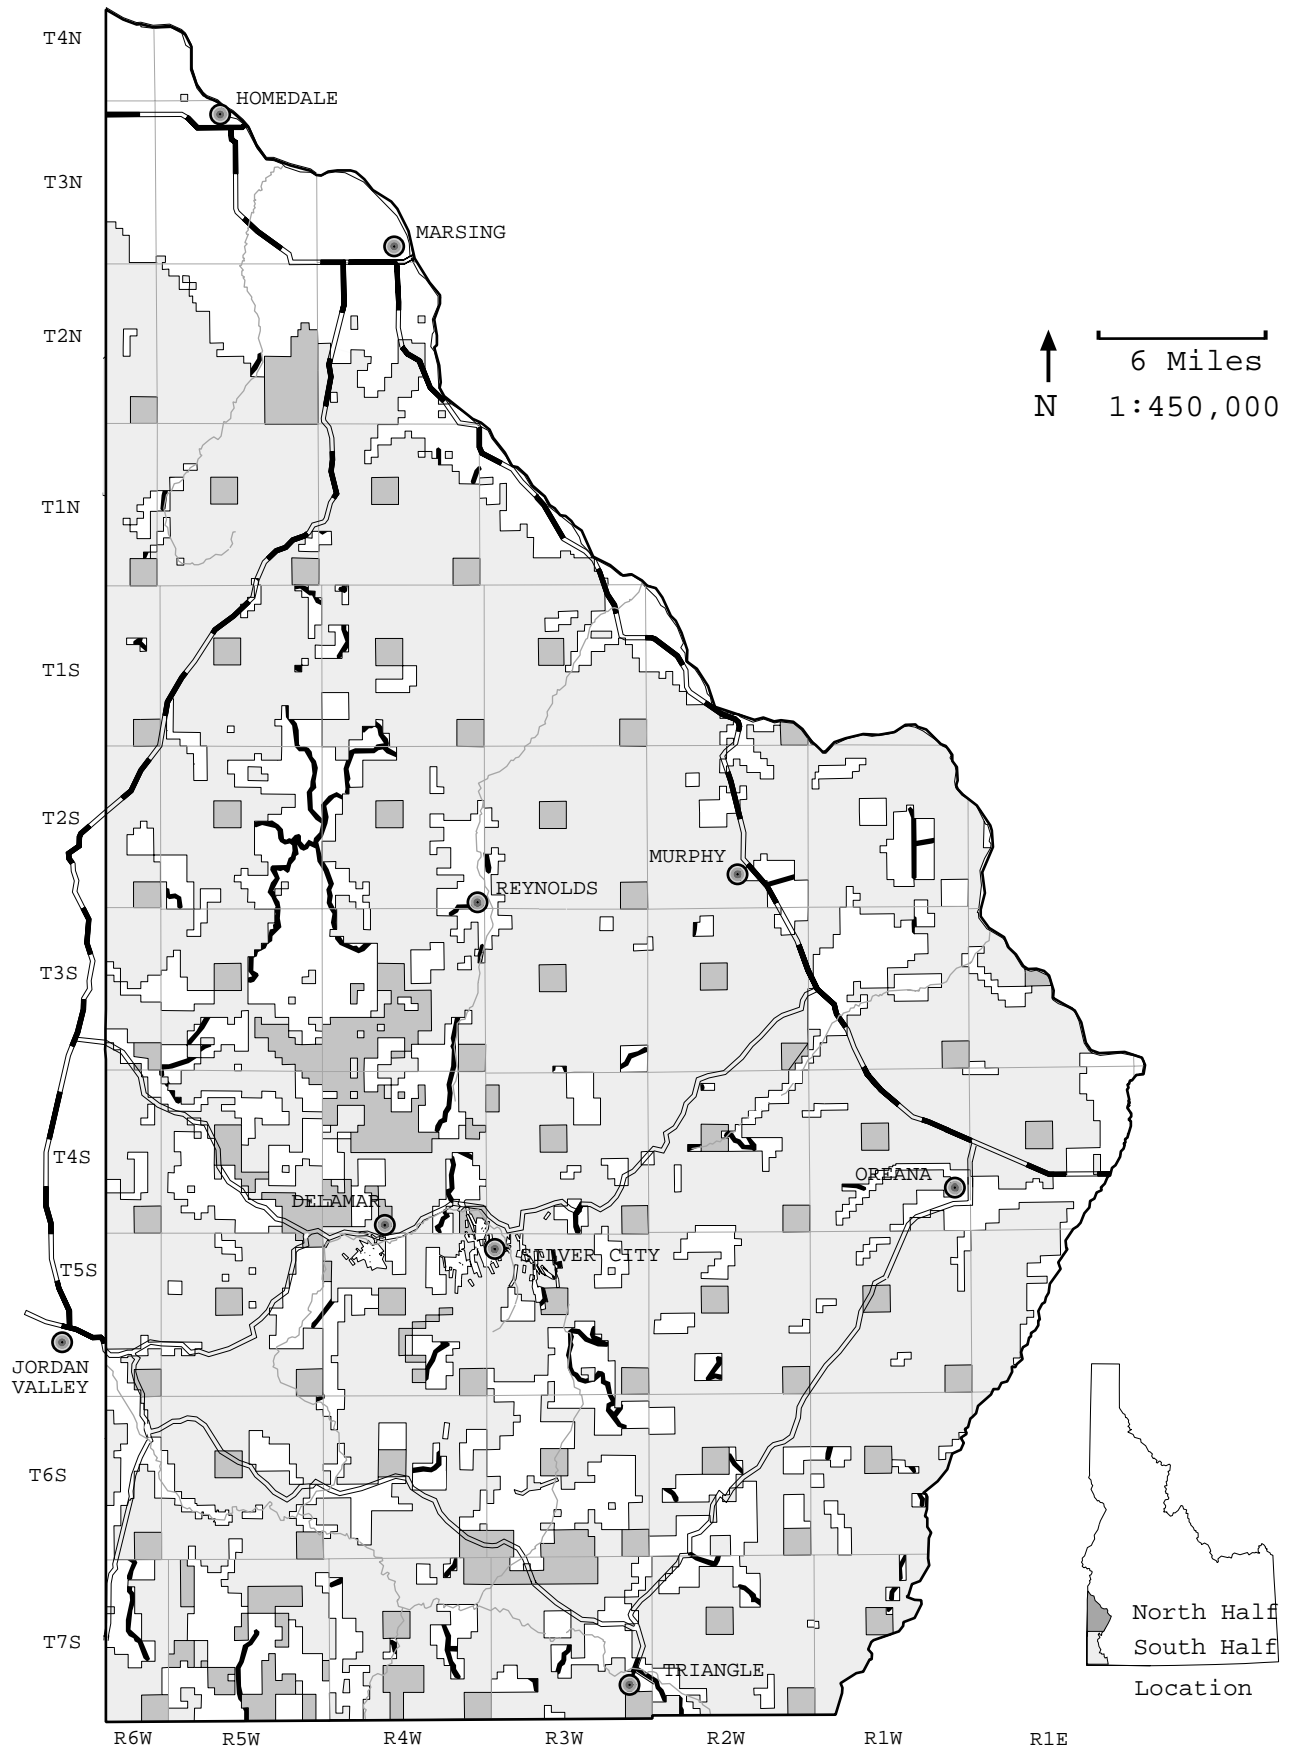 T4N
HOMEDALE
T3N
MARSING
T2N
6 Miles
N 1:450,000
T1N
T1S
T2S
MURPHY
REYNOLDS
T3S
T4S
OREANA
DELAMAR
SILVER CITY
T5S
JORDAN
VALLEY
T6S
North Half
T7S
South Half
TRIANGLE
Location
R6W R5W R4W R3W R2W R1W R1E